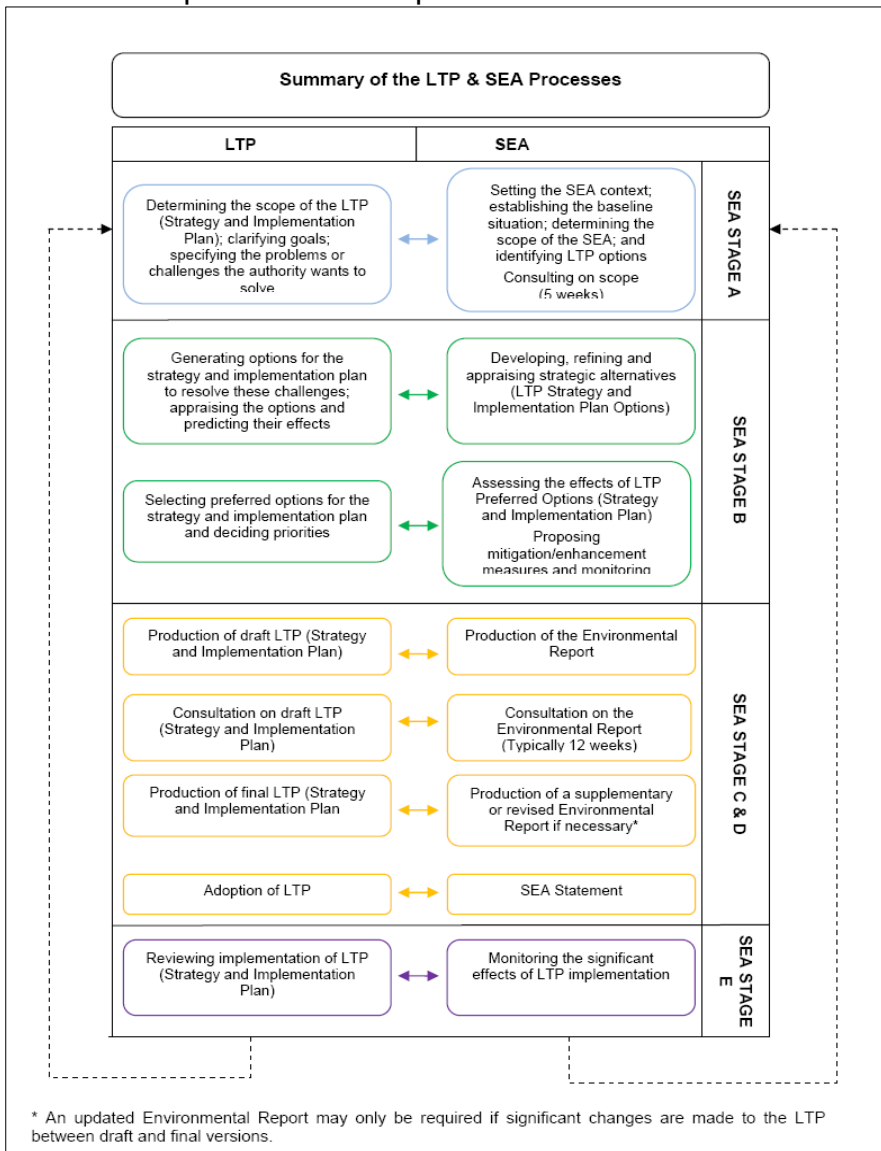 Summary of the LTP & SEA Processes
LTP
SEA
Determining the scope of the LTP
(Strategy and Implementation
Plan); clarifying goals;
specifying the problems or
challenges the authority wants to
solve
Setting the SEA context;
establishing the baseline
situation; determining the
scope of the SEA; and
identifying LTP options
Consulting on scope
(5 weeks)
SEA STAGE A
Generating options for the
strategy and implementation plan
to resolve these challenges;
appraising the options and
predicting their effects
Developing, refining and
appraising strategic alternatives
(LTP Strategy and
Implementation Plan Options)
Selecting preferred options for the
strategy and implementation plan
and deciding priorities
Assessing the effects of LTP
Preferred Options (Strategy
and Implementation Plan)
Proposing
mitigation/enhancement
measures and monitoring
SEA STAGE B
Production of draft LTP (Strategy
and Implementation Plan)
Production of the Environmental
Report
Consultation on draft LTP
(Strategy and Implementation
Plan)
Consultation on the
Environmental Report
(Typically 12 weeks)
Production of final LTP (Strategy
and Implementation Plan
Production of a supplementary
or revised Environmental
Report if necessary*
Adoption of LTP
SEA Statement
SEA STAGE C & D
Reviewing implementation of LTP
(Strategy and Implementation
Plan)
Monitoring the significant
effects of LTP implementation
SEA STAGE
E
* An updated Environmental Report may only be required if significant changes are made to the LTP
between draft and final versions.